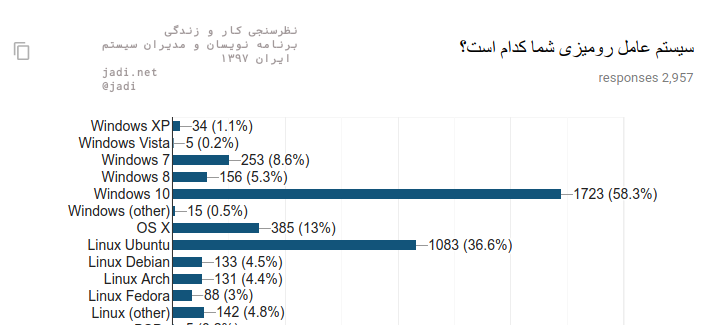 نظرسنجی کار و زندگی
برنامه نویسان و مدیران سیستم
ایران ۱۳۹۷
jadi.net
@jadi
سیستم عامل رومیزی شما کدام است؟
responses 2,957
Windows XP 34 (1.1%)
Windows Vista 5 (0.2%)
Windows 7 253 (8.6%)
Windows 8 156 (5.3%)
Windows 10 1723 (58.3%)
Windows (other) 15 (0.5%)
OS X 385 (13%)
Linux Ubuntu 1083 (36.6%)
Linux Debian 133 (4.5%)
Linux Arch 131 (4.4%)
Linux Fedora 88 (3%)
Linux (other) 142 (4.8%)